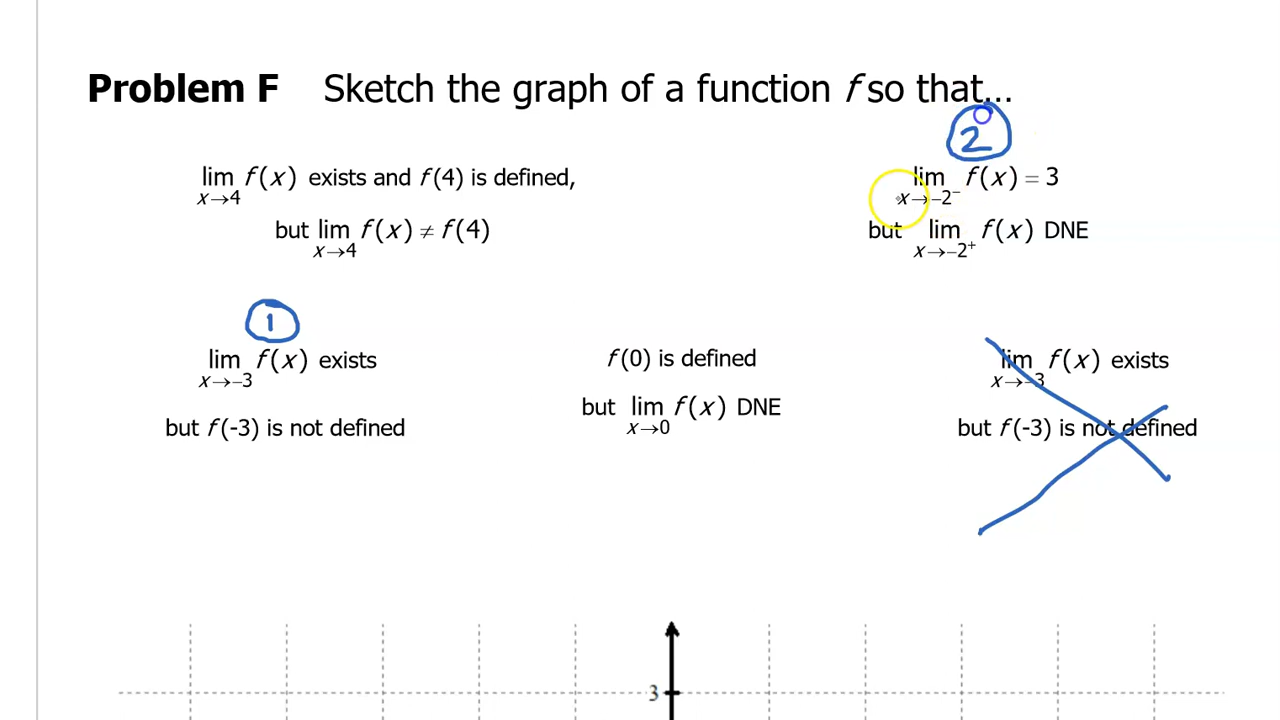 Problem F Sketch the graph of a function f so that…
2
lim x→4 f(x) exists and f(4) is defined,
but lim x→4 f(x) ≠ f(4)
lim x→−2⁻ f(x) = 3
but lim x→−2⁺ f(x) DNE
1
lim x→−3 f(x) exists
but f(-3) is not defined
f(0) is defined
but lim x→0 f(x) DNE
lim x→−3 f(x) exists
but f(-3) is not defined
3